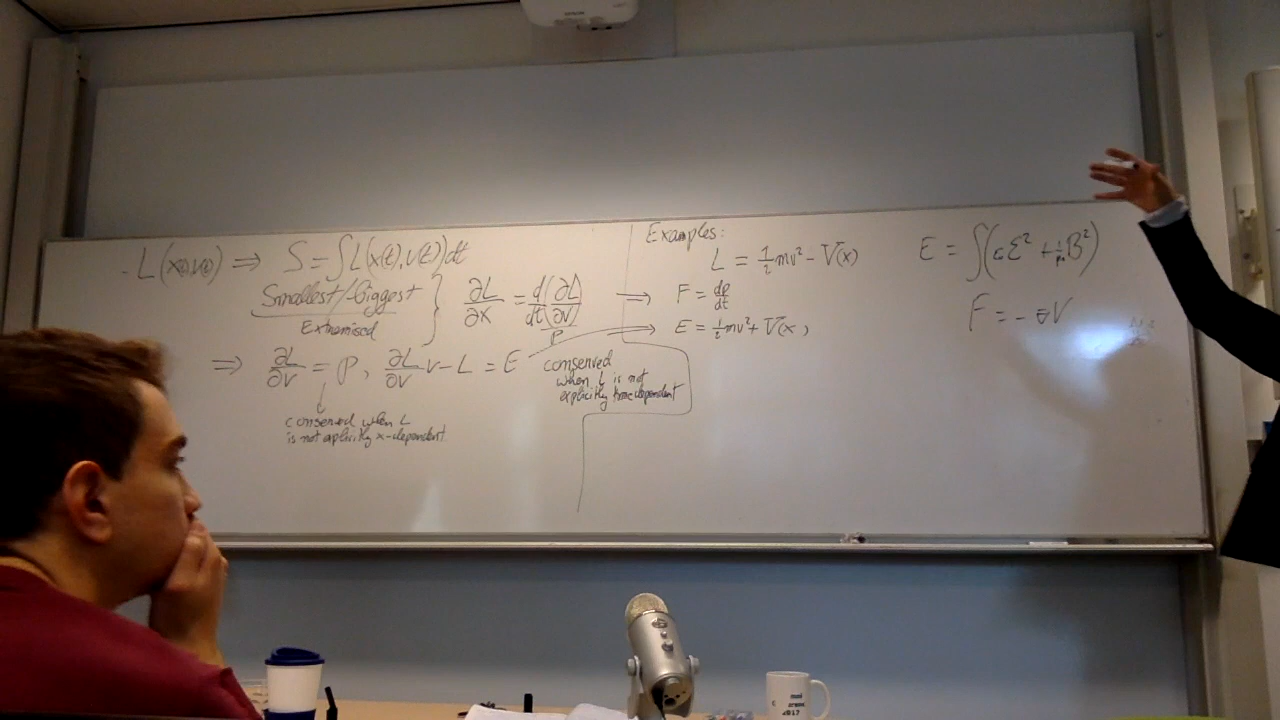 L(x(t),v(t)) ⇒ S = ∫L(x(t),v(t))dt
Smallest/Biggest
Extremised
∂L/∂x = d/dt(∂L/∂v)
P
⇒ ∂L/∂v = P, ∂L/∂v v - L = E
conserved
when L is not
explicitly time dependent
conserved when L
is not explicitly x-dependent
Examples:
L = ½mv² - V(x)
⇒ F = dp/dt
E = ½mv² + V(x)
E = ∫(εE² + 1/μ B²)
F = -∇V
2017